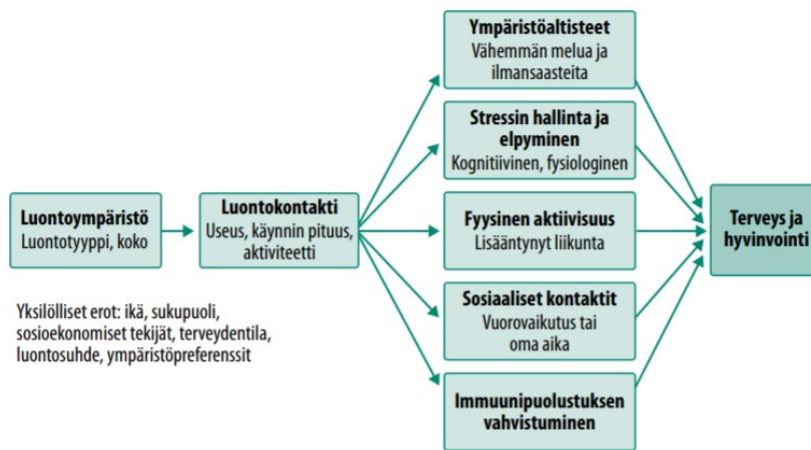 Luontoympäristö
Luontotyyppi, koko
Yksilölliset erot: ikä, sukupuoli,
sosioekonomiset tekijät, terveydentila,
luontosuhde, ympäristöpreferenssit
Luontokontakti
Useus, käynnin pituus,
aktiviteetti
Ympäristöaltisteet
Vähemmän melua ja
ilmansaasteita
Stressin hallinta ja
elpyminen
Kognitiivinen, fysiologinen
Fyysinen aktiivisuus
Lisääntynyt liikunta
Sosiaaliset kontaktit
Vuorovaikutus tai
oma aika
Immuunipuolustuksen
vahvistuminen
Terveys ja
hyvinvointi